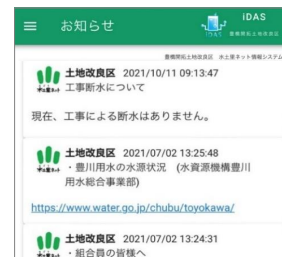 お知らせ
iDAS
豊橋開拓土地改良区
豊橋開拓土地改良区 水土里ネット情報システム
土地改良区 2021/10/11 09:13:47
工事断水について
現在、工事による断水はありません。
土地改良区 2021/07/02 13:25:48
・豊川用水の水源状況 (水資源機構豊川
用水総合事業部)
https://www.water.go.jp/chubu/toyokawa/
土地改良区 2021/07/02 13:24:31
・組合員の皆様へ